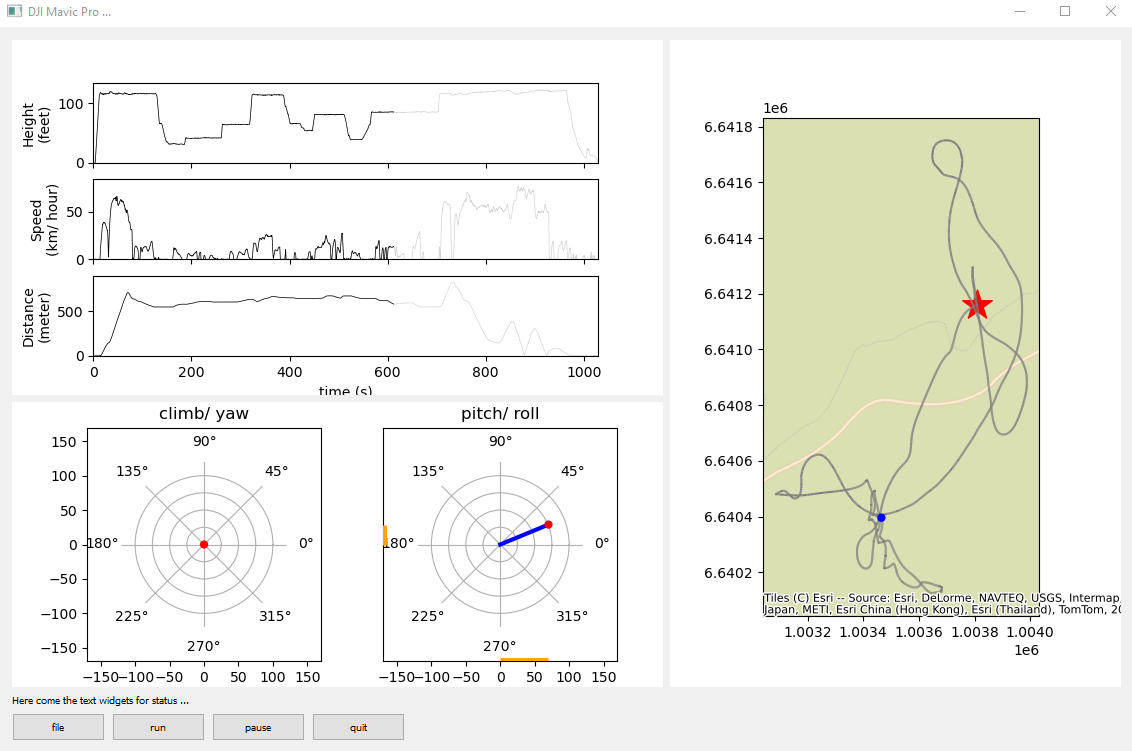 DJI Mavic Pro ...
Height
(feet)
100
0
Speed
(km/ hour)
50
0
Distance
(meter)
500
0
0 200 400 600 800 1000
time (s)
1e6
6.6418
6.6416
6.6414
6.6412
6.6410
6.6408
6.6406
6.6404
6.6402
Tiles (C) Esri -- Source: Esri, DeLorme, NAVTEQ, USGS, Intermap,
Japan, METI, Esri China (Hong Kong), Esri (Thailand), TomTom, 20
1.0032 1.0034 1.0036 1.0038 1.0040
1e6
climb/ yaw
150
100
50
0
−50
−100
−150
90°
135° 45°
180° 0°
225° 315°
270°
−150 −100 −50 0 50 100 150
pitch/ roll
90°
135° 45°
180° 0°
225° 315°
270°
−150 −100 −50 0 50 100 150
Here come the text widgets for status ...
file run pause quit